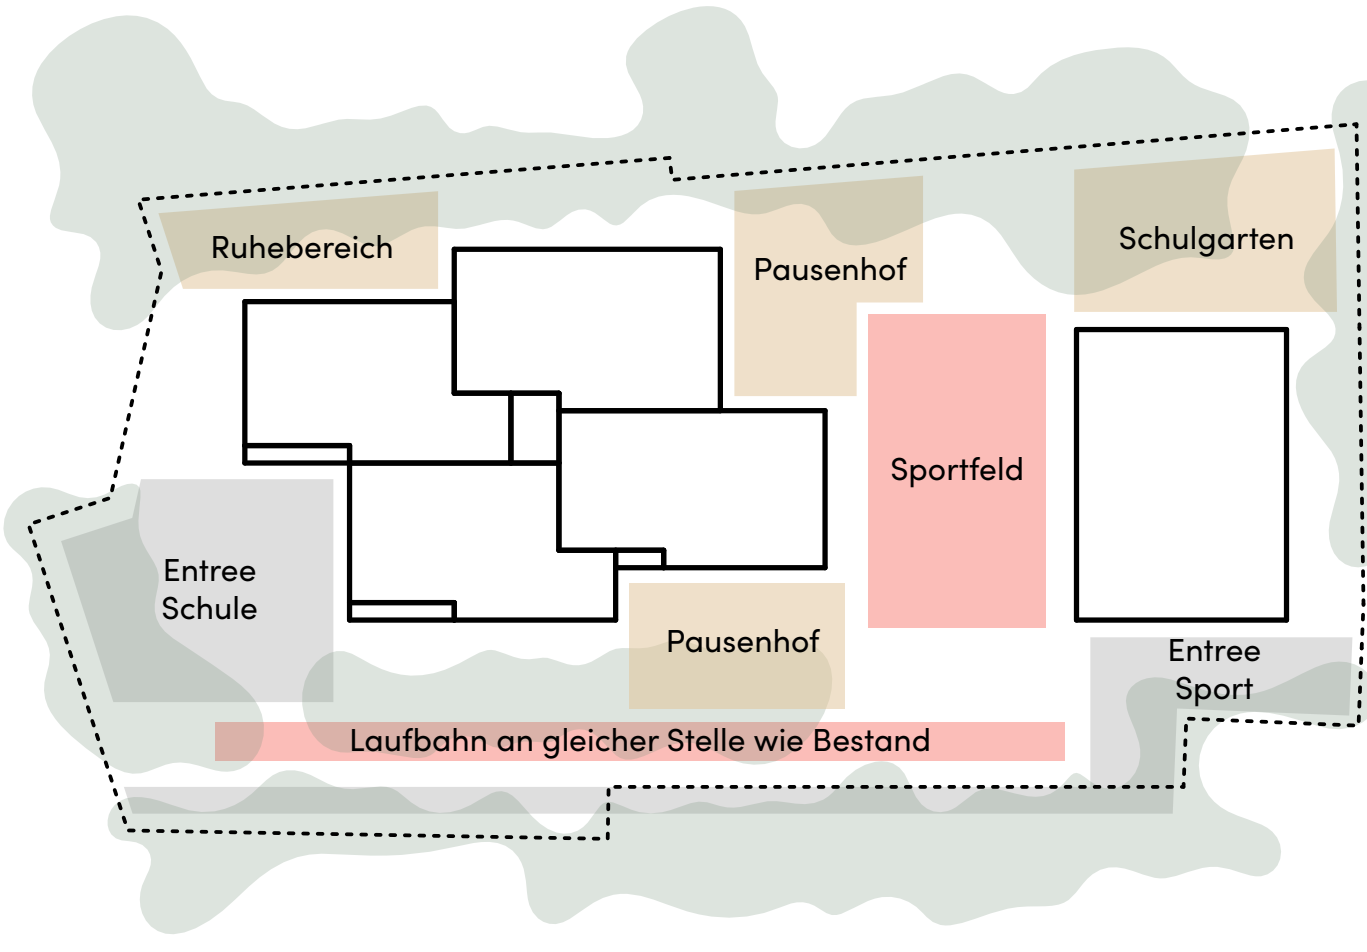 Ruhebereich
Pausenhof
Schulgarten
Sportfeld
Entree
Schule
Pausenhof
Entree
Sport
Laufbahn an gleicher Stelle wie Bestand